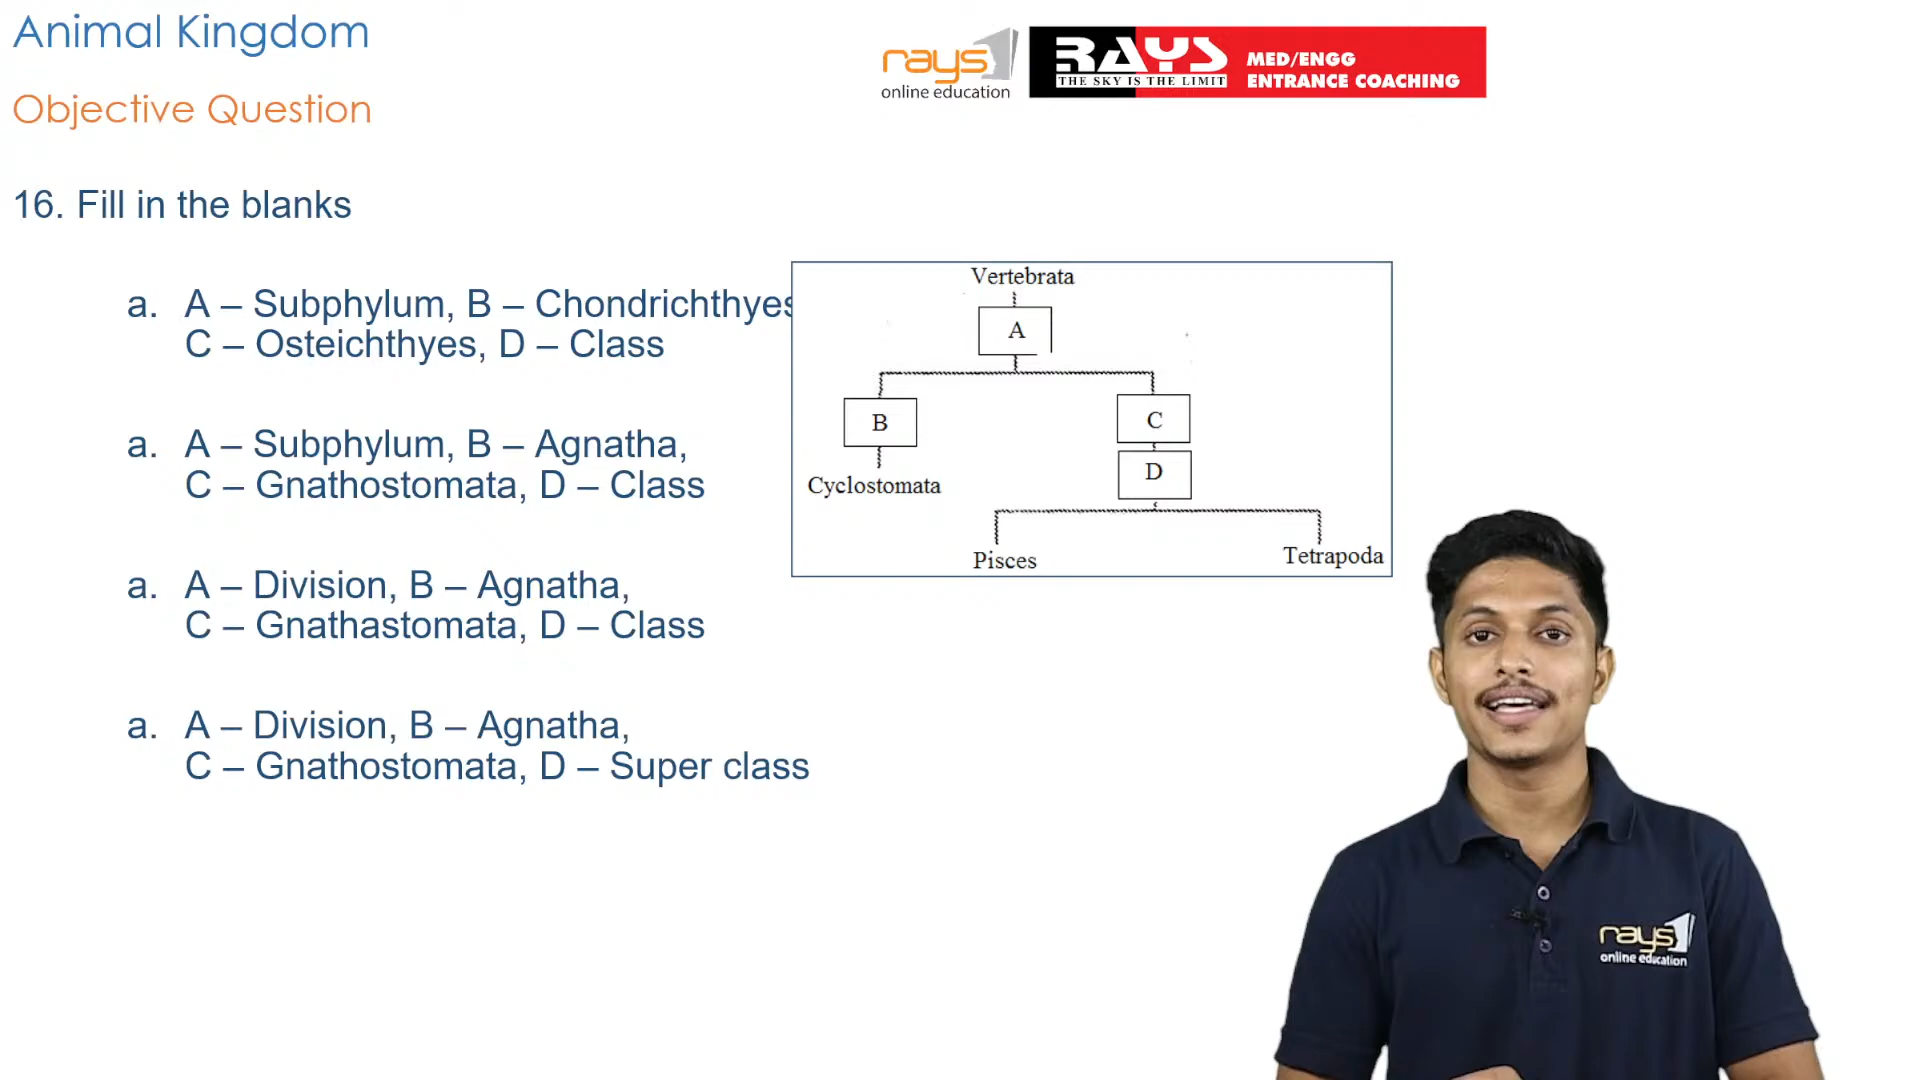 Animal Kingdom
rays
online education
RAYS
THE SKY IS THE LIMIT
MED/ENGG
ENTRANCE COACHING
Objective Question
16. Fill in the blanks
a. A – Subphylum, B – Chondrichthyes
C – Osteichthyes, D – Class
a. A – Subphylum, B – Agnatha,
C – Gnathostomata, D – Class
a. A – Division, B – Agnatha,
C – Gnathastomata, D – Class
a. A – Division, B – Agnatha,
C – Gnathostomata, D – Super class
Vertebrata
A
B
C
D
Cyclostomata
Pisces
Tetrapoda
rays
online education